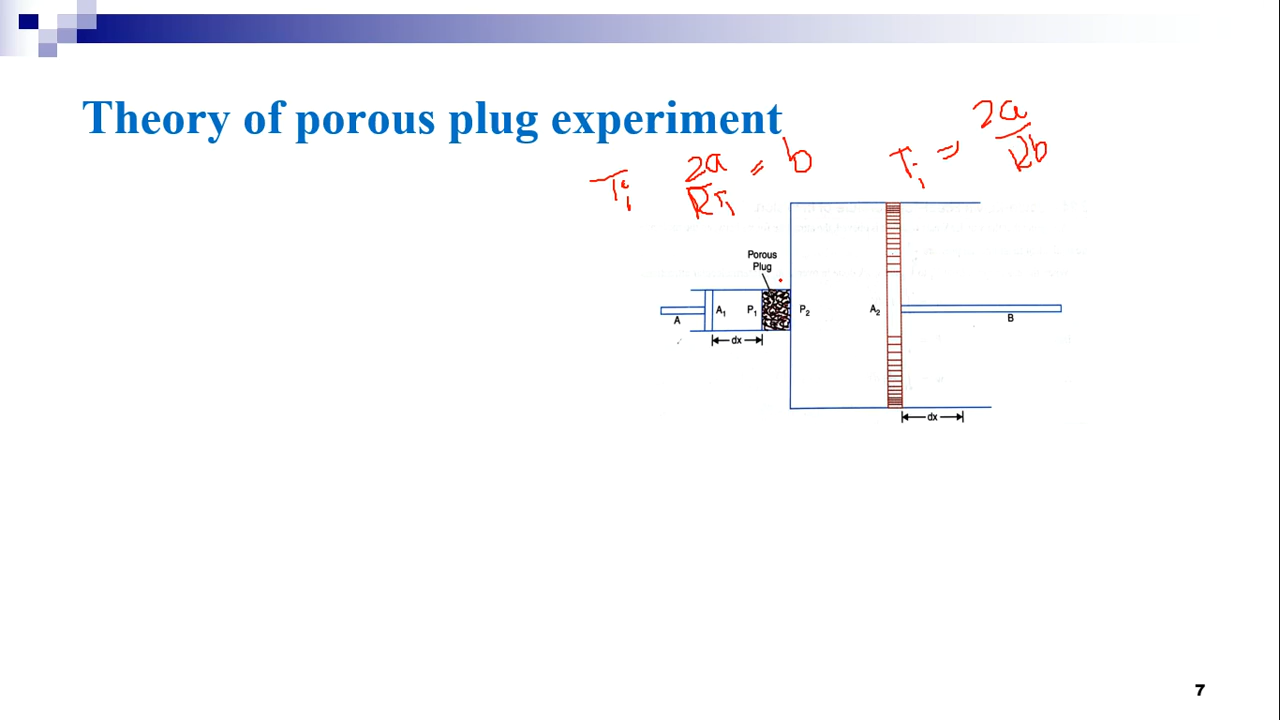 Theory of porous plug experiment
Ti 2a/RTi = b Ti = 2a/Rb
Porous
Plug
A A1 P1 P2 A2 B
dx
dx
7